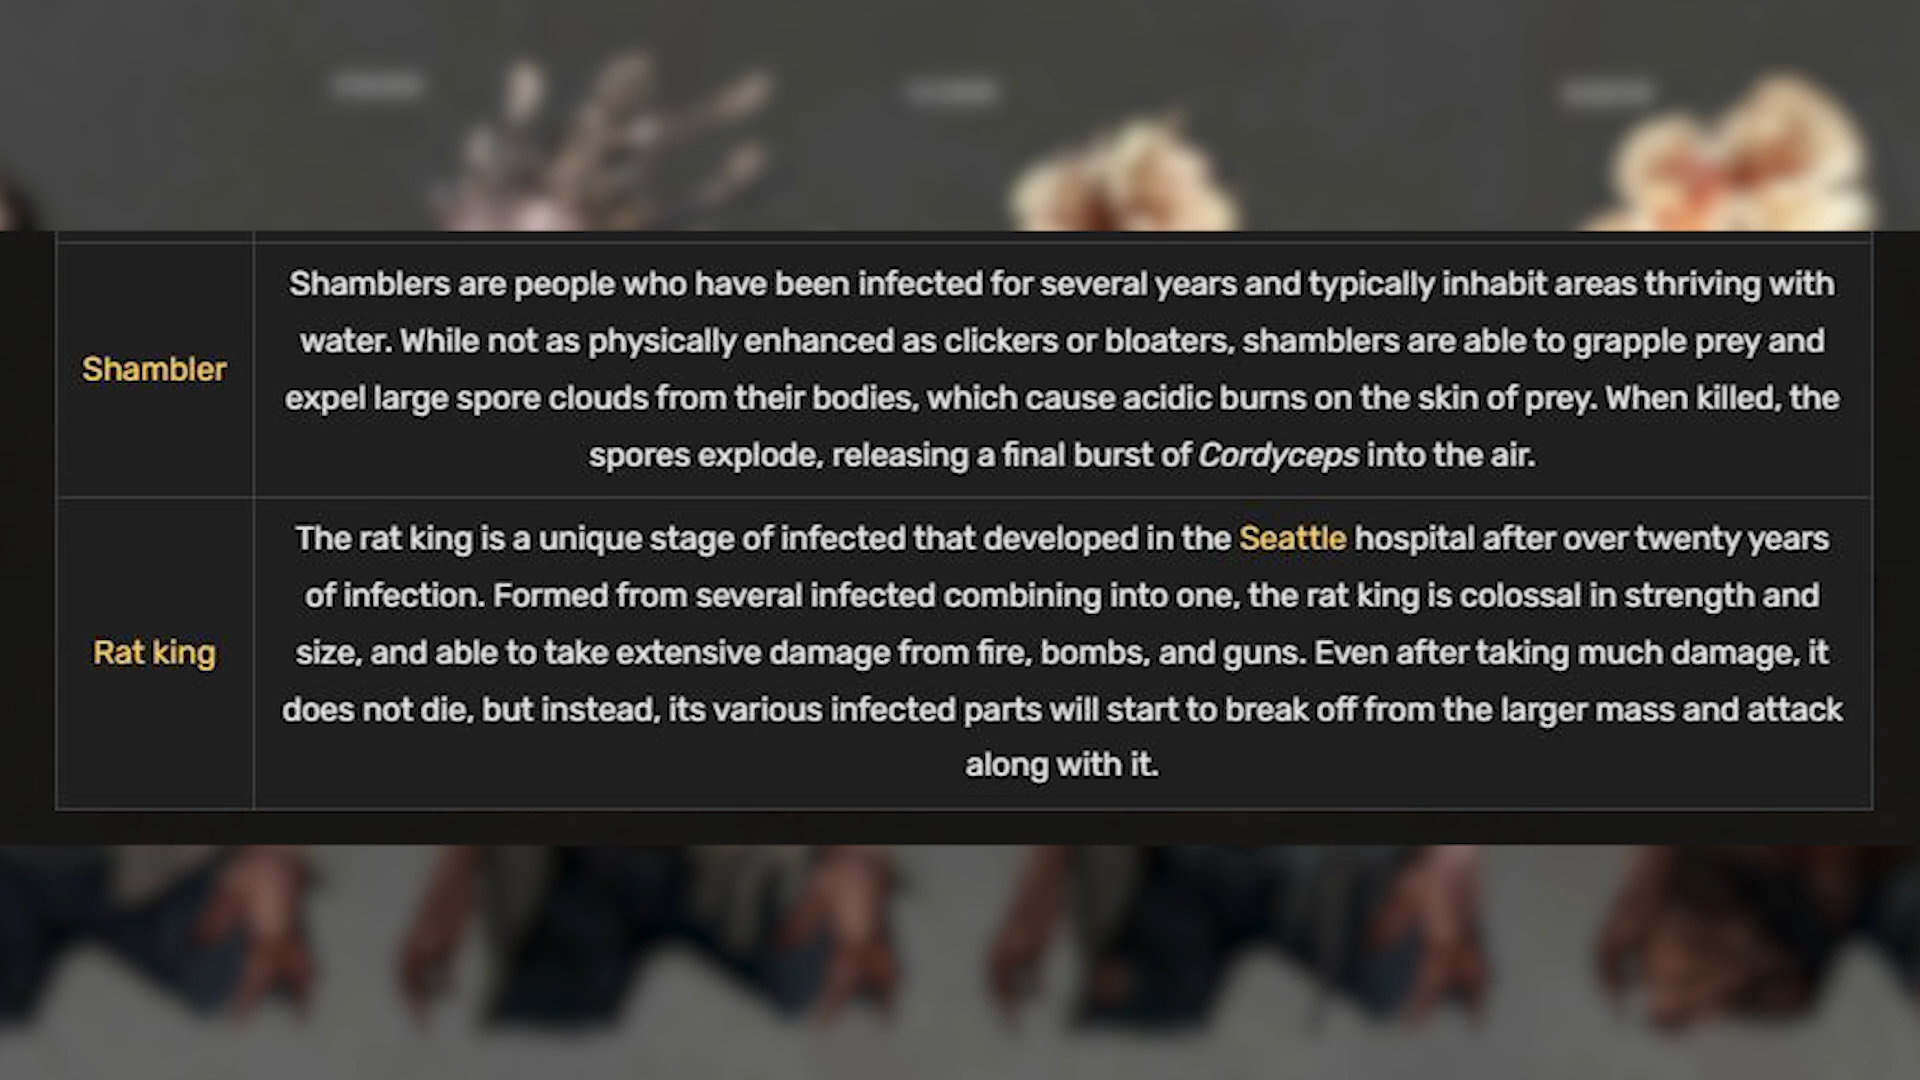 Shambler
Shamblers are people who have been infected for several years and typically inhabit areas thriving with
water. While not as physically enhanced as clickers or bloaters, shamblers are able to grapple prey and
expel large spore clouds from their bodies, which cause acidic burns on the skin of prey. When killed, the
spores explode, releasing a final burst of Cordyceps into the air.
Rat king
The rat king is a unique stage of infected that developed in the Seattle hospital after over twenty years
of infection. Formed from several infected combining into one, the rat king is colossal in strength and
size, and able to take extensive damage from fire, bombs, and guns. Even after taking much damage, it
does not die, but instead, its various infected parts will start to break off from the larger mass and attack
along with it.